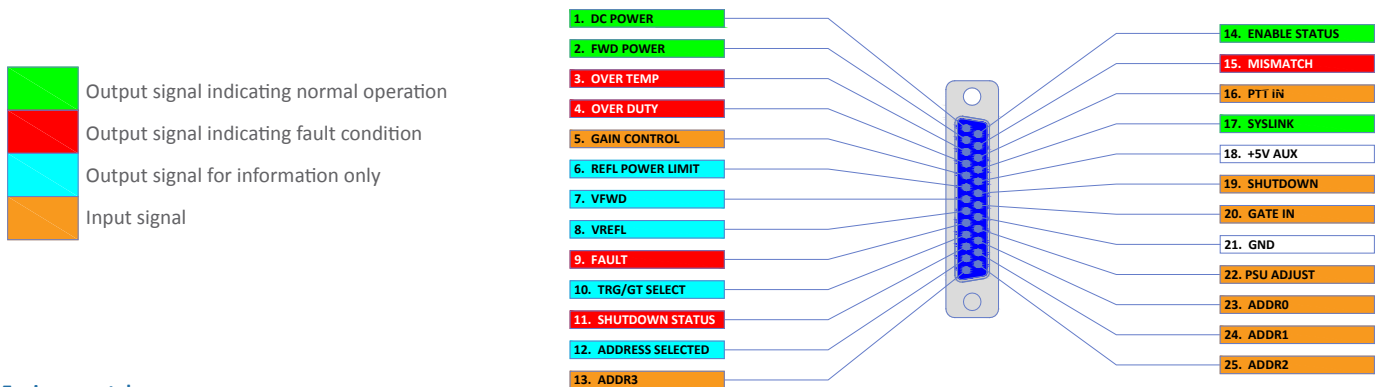 Output signal indicating normal operation
Output signal indicating fault condition
Output signal for information only
Input signal
1. DC POWER
2. FWD POWER
3. OVER TEMP
4. OVER DUTY
5. GAIN CONTROL
6. REFL POWER LIMIT
7. VFWD
8. VREFL
9. FAULT
10. TRG/GT SELECT
11. SHUTDOWN STATUS
12. ADDRESS SELECTED
13. ADDR3
14. ENABLE STATUS
15. MISMATCH
16. PTT IN
17. SYSLINK
18. +5V AUX
19. SHUTDOWN
20. GATE IN
21. GND
22. PSU ADJUST
23. ADDR0
24. ADDR1
25. ADDR2